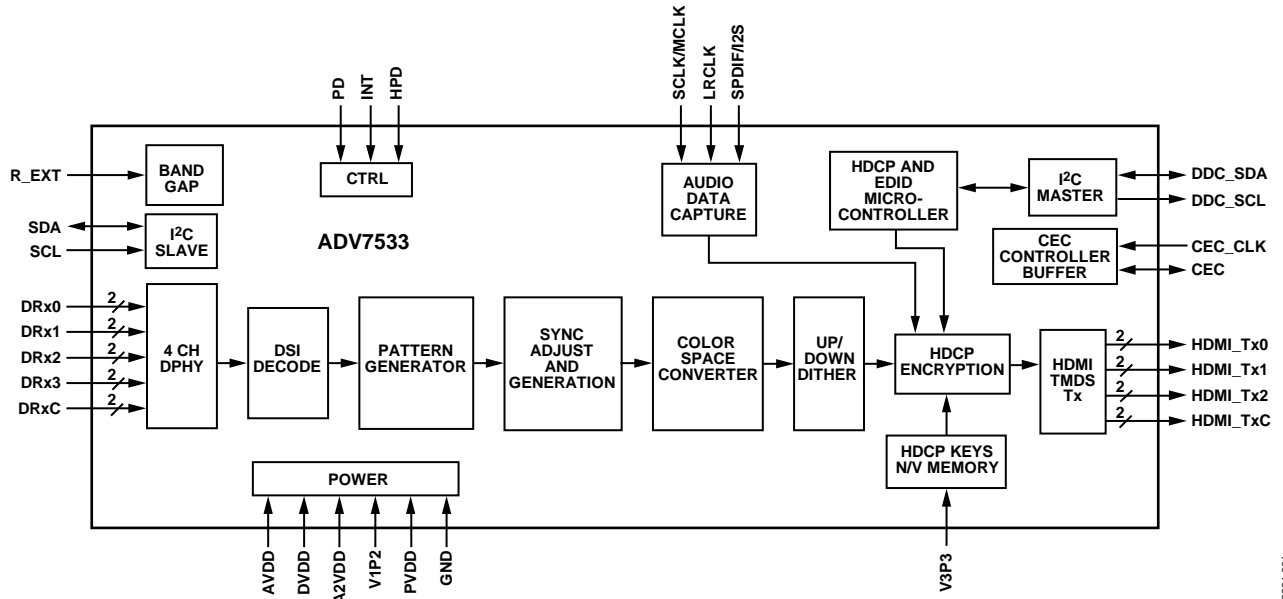 SCLK/MCLK
LRCLK
SPDIF/I2S
PD
INT
HPD
R_EXT
BAND
GAP
CTRL
AUDIO
DATA
CAPTURE
HDCP AND
EDID
MICRO-
CONTROLLER
I2C
MASTER
DDC_SDA
DDC_SCL
SDA
SCL
I2C
SLAVE
ADV7533
CEC
CONTROLLER
BUFFER
CEC_CLK
CEC
DRx0
2
DRx1
2
DRx2
2
DRx3
2
DRxC
2
4 CH
DPHY
DSI
DECODE
PATTERN
GENERATOR
SYNC
ADJUST
AND
GENERATION
COLOR
SPACE
CONVERTER
UP/
DOWN
DITHER
HDCP
ENCRYPTION
HDMI
TMDS
Tx
2
HDMI_Tx0
2
HDMI_Tx1
2
HDMI_Tx2
2
HDMI_TxC
POWER
HDCP KEYS
N/V MEMORY
AVDD
DVDD
A2VDD
V1P2
PVDD
GND
V3P3